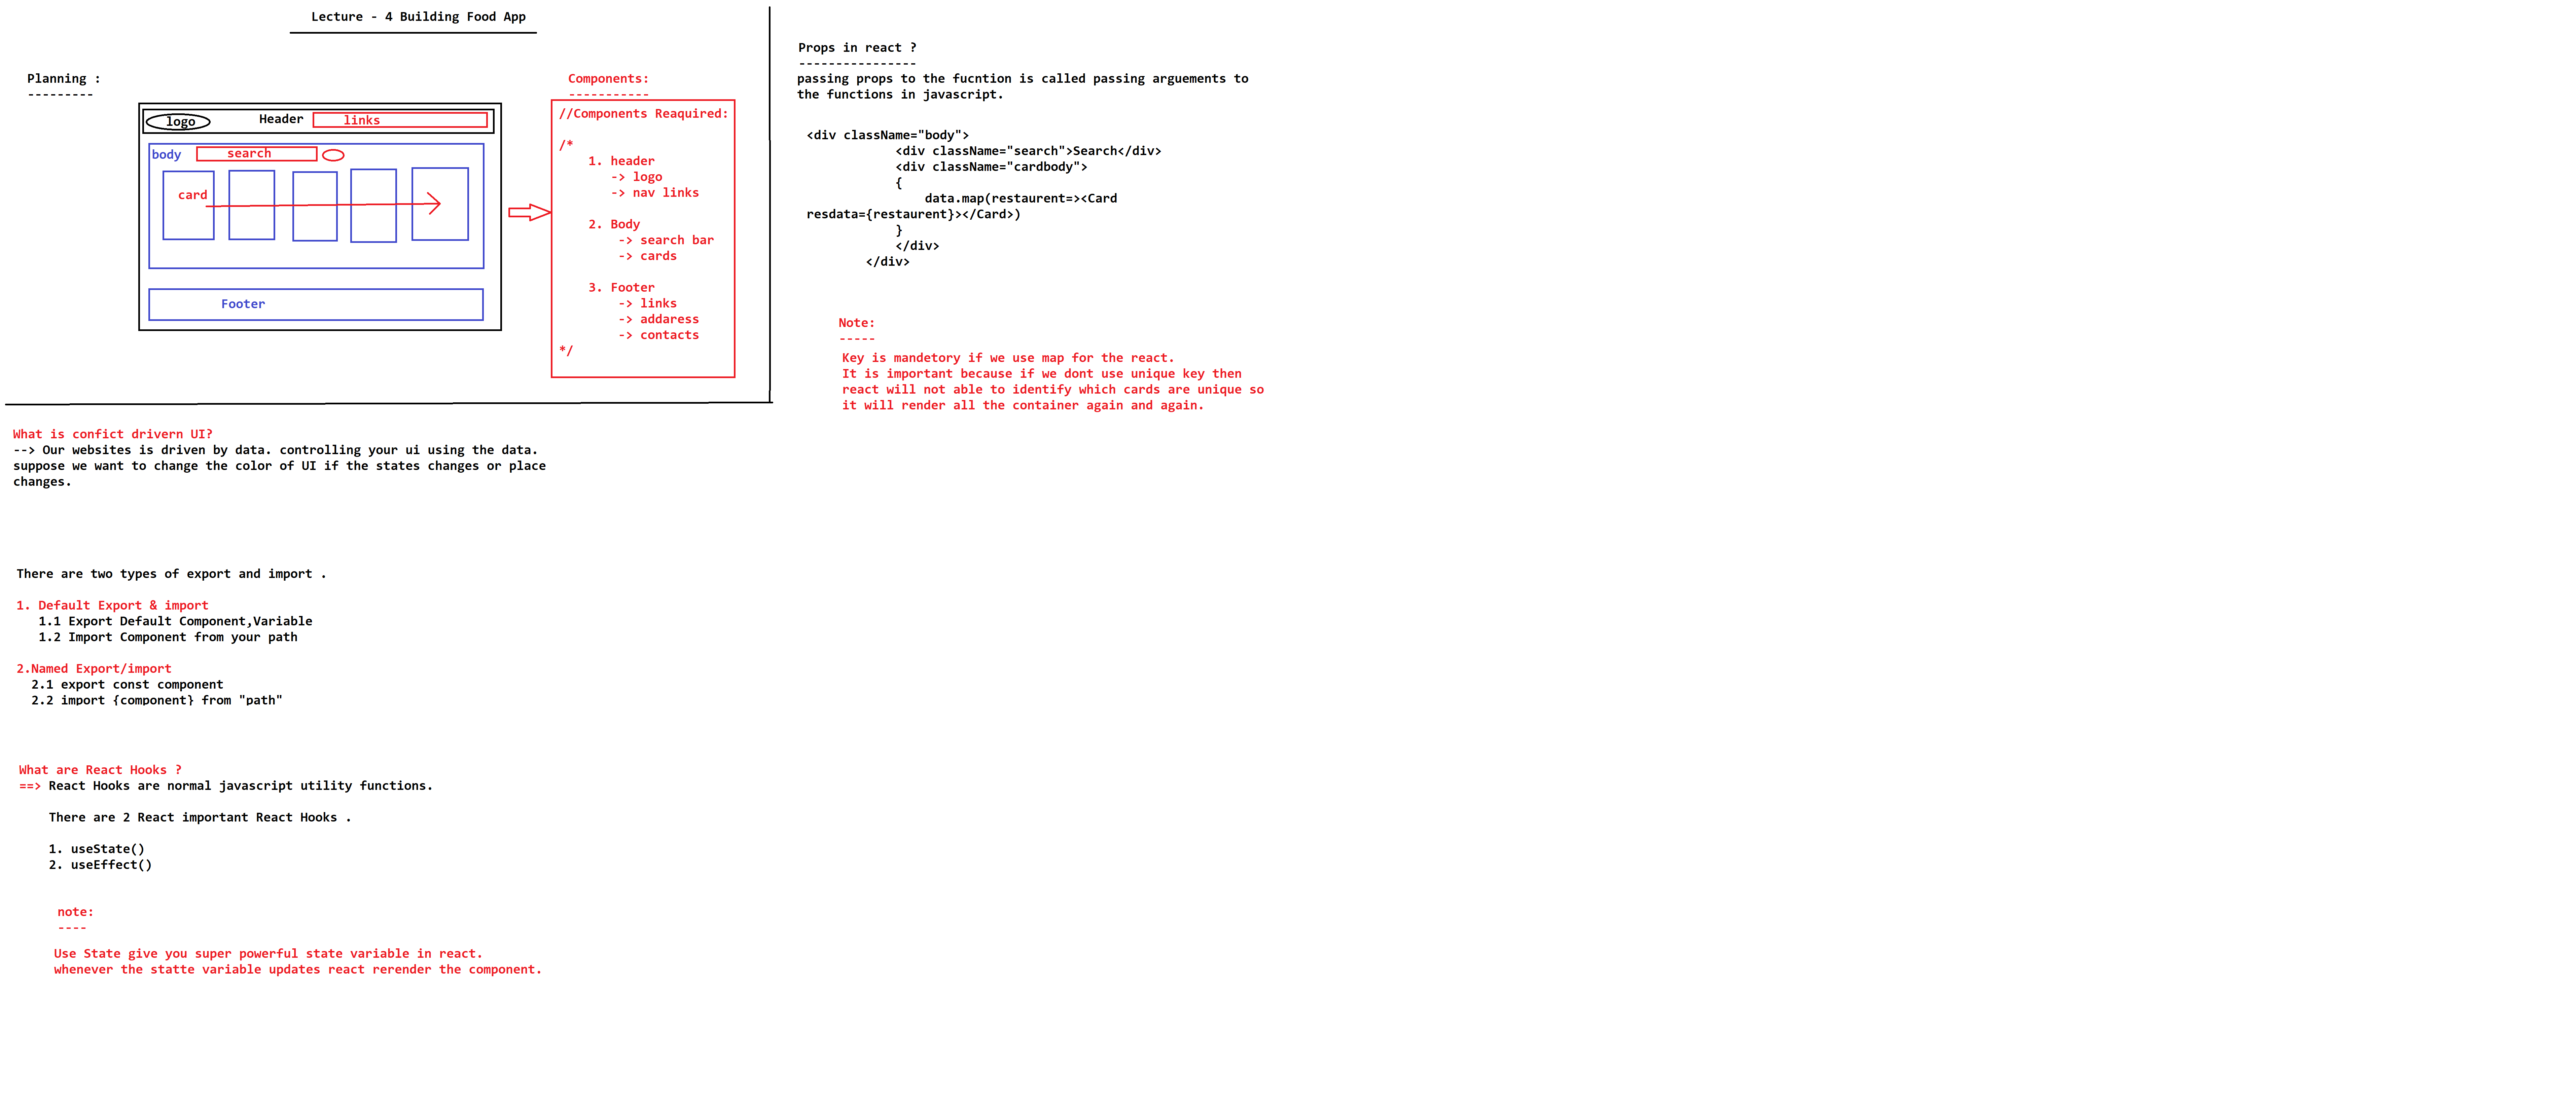 Lecture - 4 Building Food App
Planning :
---------
logo
Header
links
body
search
card
Footer
Components:
-----------
//Components Reaquired:
/*
1. header
-> logo
-> nav links
2. Body
-> search bar
-> cards
3. Footer
-> links
-> addaress
-> contacts
*/
What is confict drivern UI?
--> Our websites is driven by data. controlling your ui using the data.
suppose we want to change the color of UI if the states changes or place
changes.
There are two types of export and import .
1. Default Export & import
1.1 Export Default Component,Variable
1.2 Import Component from your path
2.Named Export/import
2.1 export const component
2.2 import {component} from "path"
What are React Hooks ?
==> React Hooks are normal javascript utility functions.
There are 2 React important React Hooks .
1. useState()
2. useEffect()
note:
----
Use State give you super powerful state variable in react.
whenever the statte variable updates react rerender the component.
Props in react ?
----------------
passing props to the fucntion is called passing arguements to
the functions in javascript.
<div className="body">
<div className="search">Search</div>
<div className="cardbody">
{
data.map(restaurent=><Card
resdata={restaurent}></Card>)
}
</div>
</div>
Note:
-----
Key is mandetory if we use map for the react.
It is important because if we dont use unique key then
react will not able to identify which cards are unique so
it will render all the container again and again.